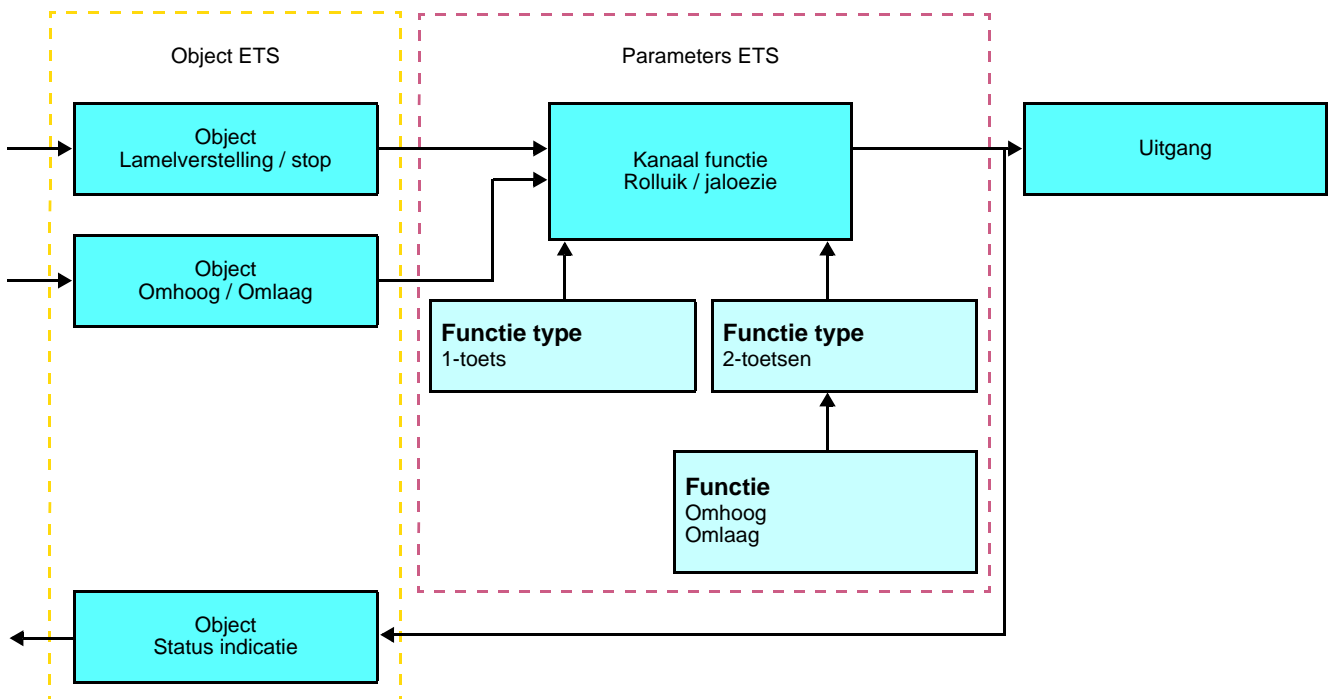 Object ETS
Parameters ETS
Object
Lamelverstelling / stop
Kanaal functie
Rolluik / jaloezie
Uitgang
Object
Omhoog / Omlaag
Functie type
1-toets
Functie type
2-toetsen
Functie
Omhoog
Omlaag
Object
Status indicatie